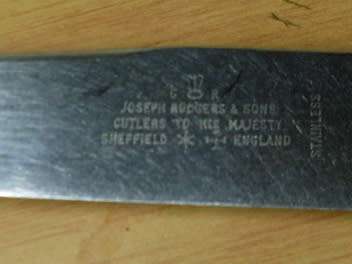 G R
JOSEPH RODGERS & SONS
CUTLERS TO HIS MAJESTY
SHEFFIELD ENGLAND
STAINLESS